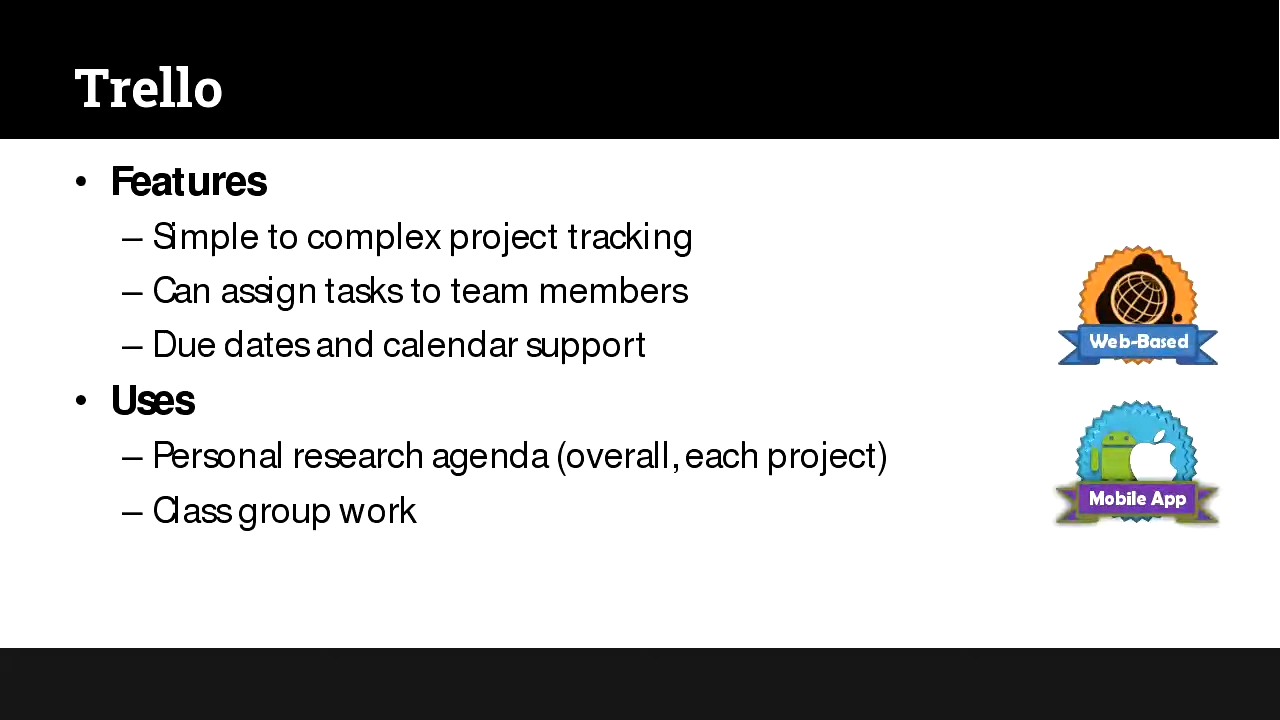 Trello
• Features
– Simple to complex project tracking
– Can assign tasks to team members
– Due dates and calendar support
• Uses
– Personal research agenda (overall, each project)
– Class group work
Web-Based
Mobile App